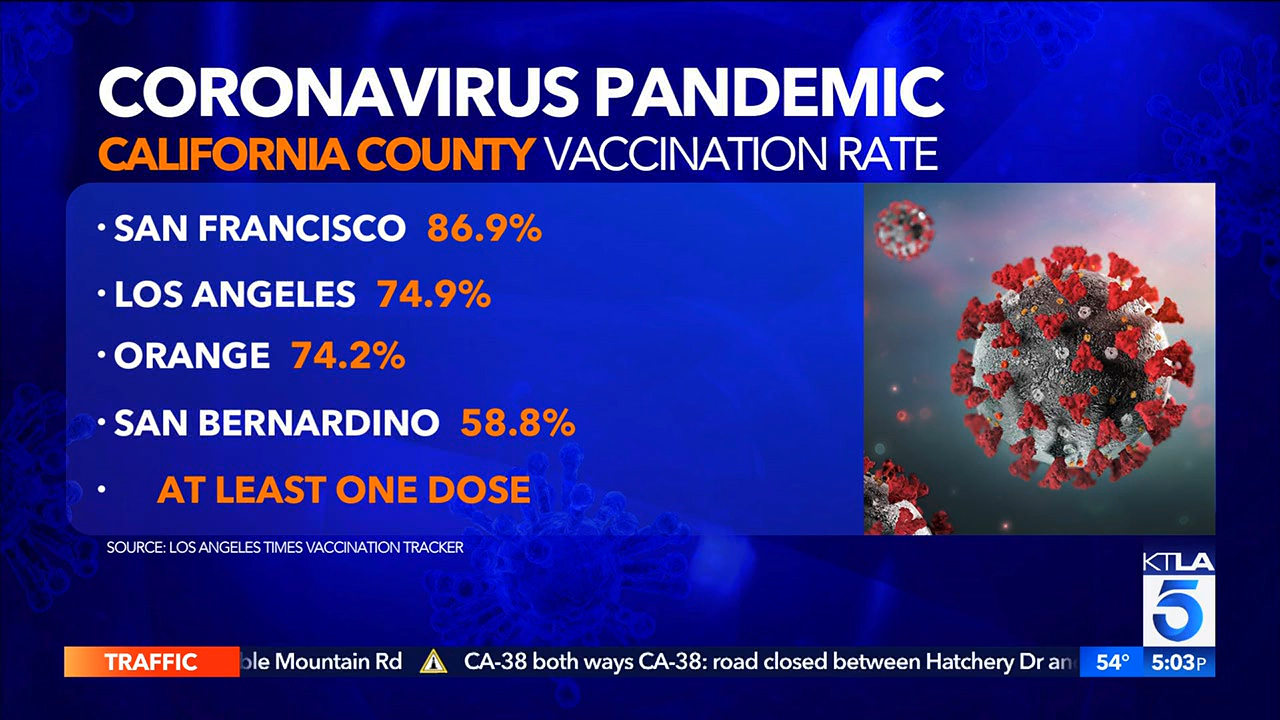 CORONAVIRUS PANDEMIC
CALIFORNIA COUNTY VACCINATION RATE
· SAN FRANCISCO 86.9%
· LOS ANGELES 74.9%
· ORANGE 74.2%
· SAN BERNARDINO 58.8%
· AT LEAST ONE DOSE
SOURCE: LOS ANGELES TIMES VACCINATION TRACKER
KTLA
5
TRAFFIC ble Mountain Rd CA-38 both ways CA-38: road closed between Hatchery Dr an 54° 5:03P